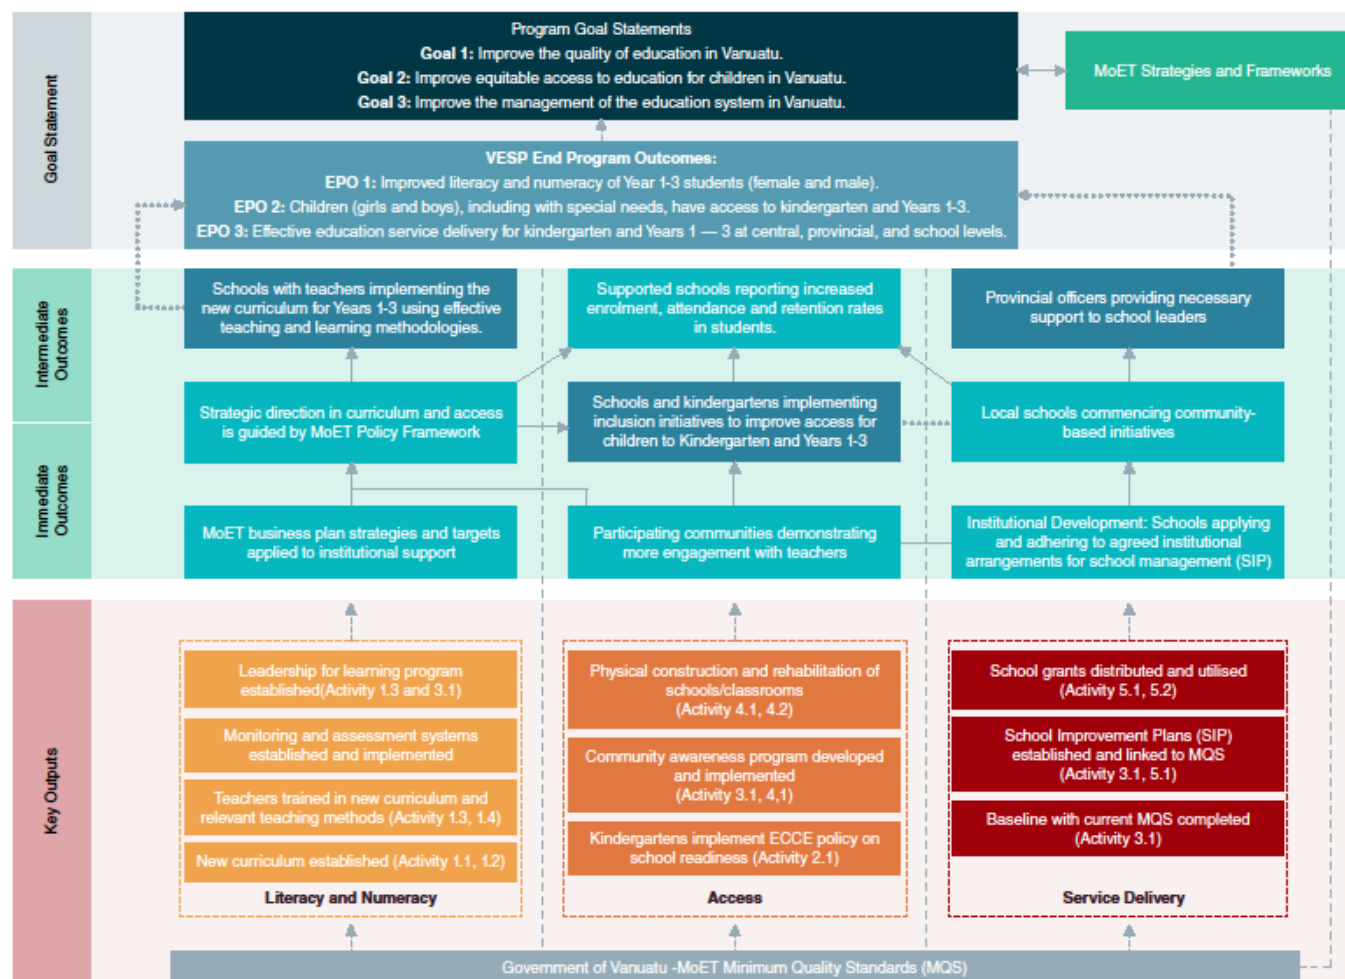 Program Goal Statements
Goal 1: Improve the quality of education in Vanuatu.
Goal 2: Improve equitable access to education for children in Vanuatu.
Goal 3: Improve the management of the education system in Vanuatu.
MoET Strategies and Frameworks
Goal Statement
VESP End Program Outcomes:
EPO 1: Improved literacy and numeracy of Year 1-3 students (female and male).
EPO 2: Children (girls and boys), including with special needs, have access to kindergarten and Years 1-3.
EPO 3: Effective education service delivery for kindergarten and Years 1 — 3 at central, provincial, and school levels.
Intermediate
Outcomes
Schools with teachers implementing the
new curriculum for Years 1-3 using effective
teaching and learning methodologies.
Supported schools reporting increased
enrolment, attendance and retention rates
in students.
Provincial officers providing necessary
support to school leaders
Strategic direction in curriculum and access
is guided by MoET Policy Framework
Schools and kindergartens implementing
inclusion initiatives to improve access for
children to Kindergarten and Years 1-3
Local schools commencing community-
based initiatives
Immediate
Outcomes
MoET business plan strategies and targets
applied to institutional support
Participating communities demonstrating
more engagement with teachers
Institutional Development: Schools applying
and adhering to agreed institutional
arrangements for school management (SIP)
Key Outputs
Leadership for learning program
established(Activity 1.3 and 3.1)
Monitoring and assessment systems
established and implemented
Teachers trained in new curriculum and
relevant teaching methods (Activity 1.3, 1.4)
New curriculum established (Activity 1.1, 1.2)
Literacy and Numeracy
Physical construction and rehabilitation of
schools/classrooms
(Activity 4.1, 4.2)
Community awareness program developed
and implemented
(Activity 3.1, 4,1)
Kindergartens implement ECCE policy on
school readiness (Activity 2.1)
Access
School grants distributed and utilised
(Activity 5.1, 5.2)
School Improvement Plans (SIP)
established and linked to MQS
(Activity 3.1, 5.1)
Baseline with current MQS completed
(Activity 3.1)
Service Delivery
Government of Vanuatu -MoET Minimum Quality Standards (MQS)